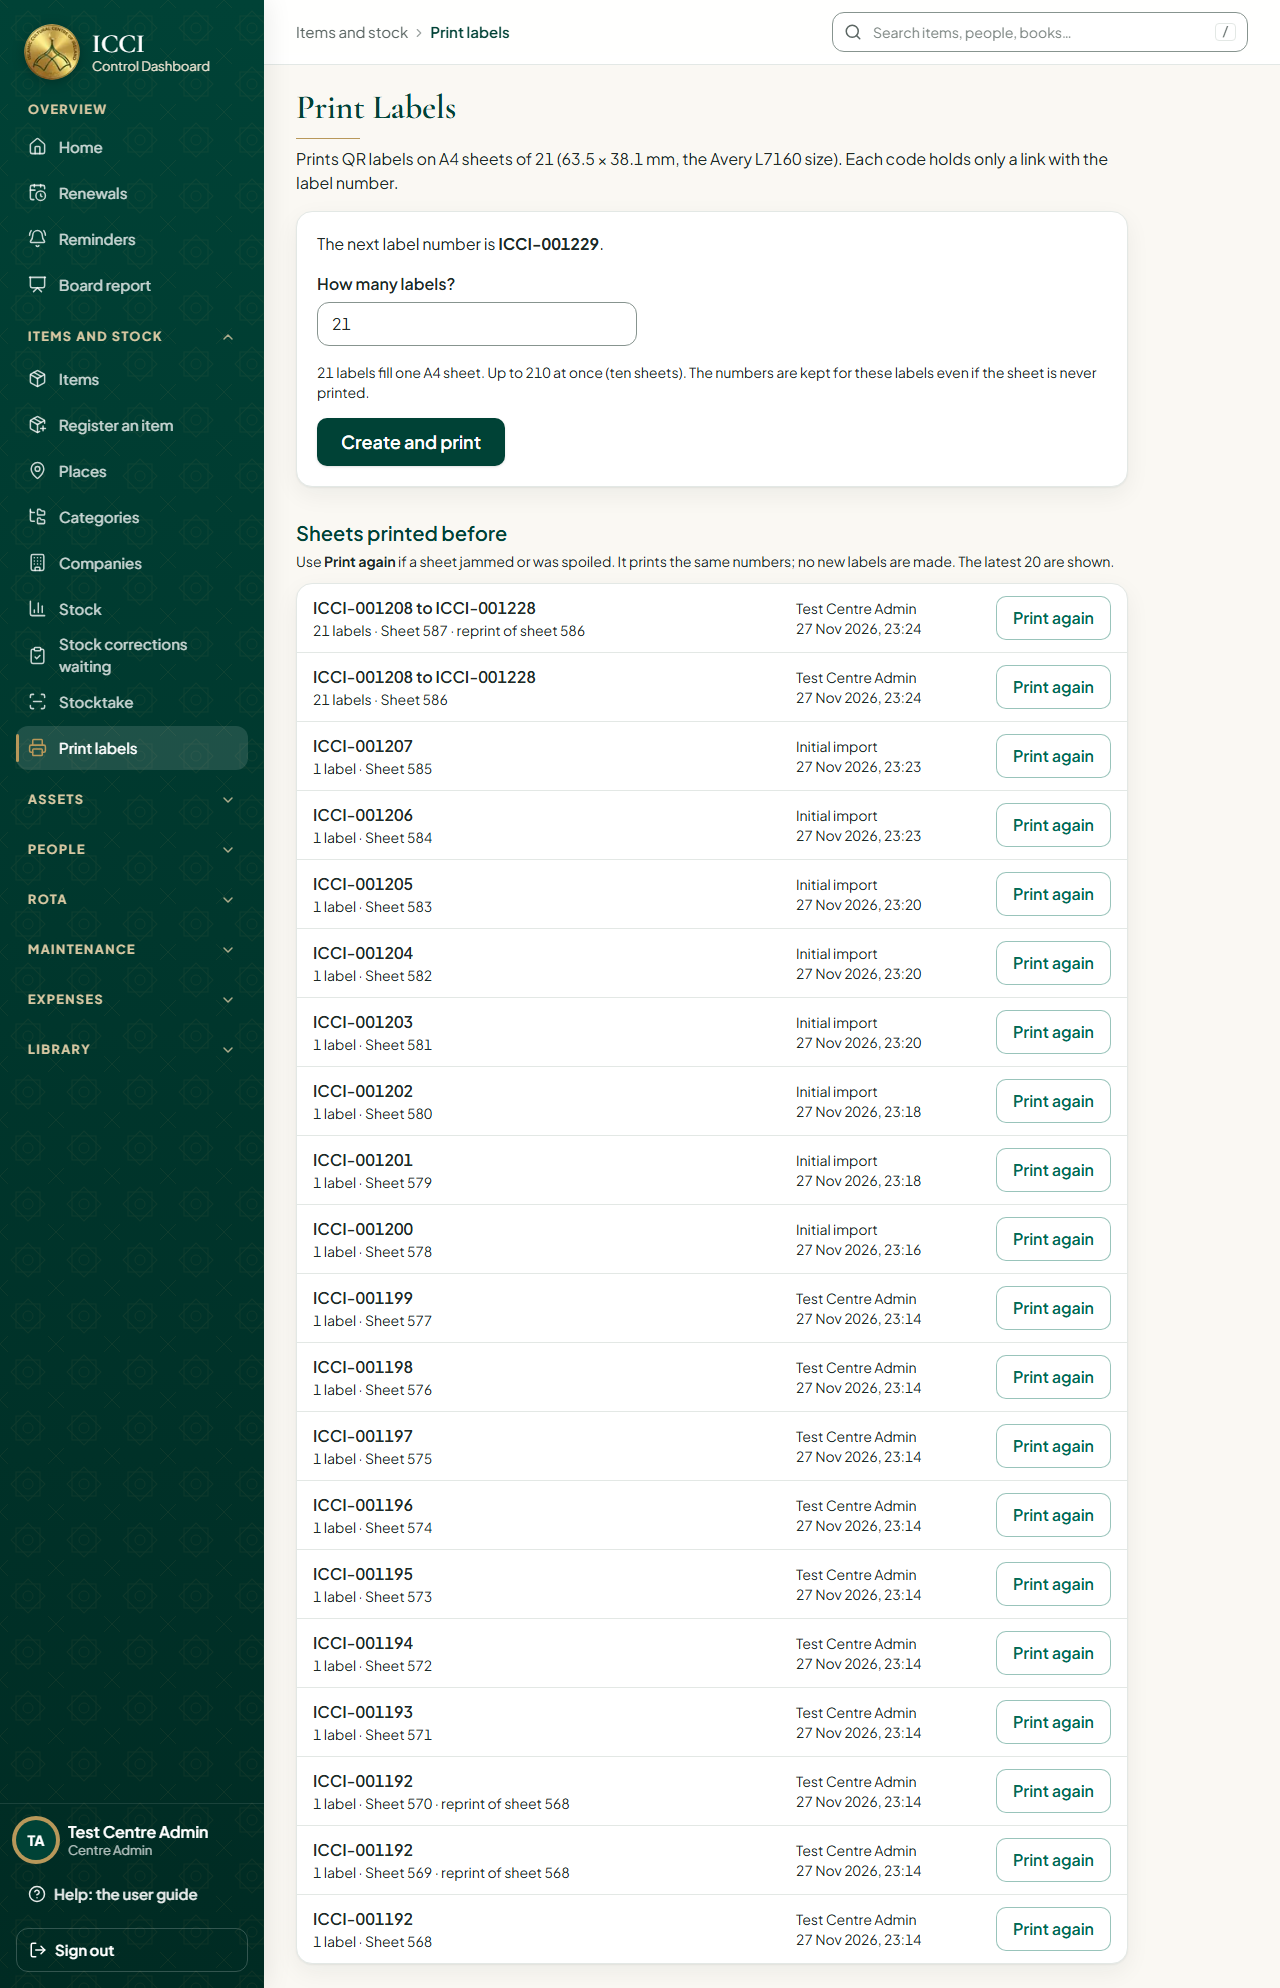 ICCI
Control Dashboard
OVERVIEW
Home
Renewals
Reminders
Board report
ITEMS AND STOCK
Items
Register an item
Places
Categories
Companies
Stock
Stock corrections
waiting
Stocktake
Print labels
ASSETS
PEOPLE
ROTA
MAINTENANCE
EXPENSES
LIBRARY
TA
Test Centre Admin
Centre Admin
Help: the user guide
Sign out
Items and stock › Print labels
Search items, people, books... /
Print Labels
Prints QR labels on A4 sheets of 21 (63.5 × 38.1 mm, the Avery L7160 size). Each code holds only a link with the
label number.
The next label number is ICCI-001229.
How many labels?
21
21 labels fill one A4 sheet. Up to 210 at once (ten sheets). The numbers are kept for these labels even if the sheet is never
printed.
Create and print
Sheets printed before
Use Print again if a sheet jammed or was spoiled. It prints the same numbers; no new labels are made. The latest 20 are shown.
ICCI-001208 to ICCI-001228
21 labels · Sheet 587 · reprint of sheet 586
Test Centre Admin
27 Nov 2026, 23:24
Print again
ICCI-001208 to ICCI-001228
21 labels · Sheet 586
Test Centre Admin
27 Nov 2026, 23:24
Print again
ICCI-001207
1 label · Sheet 585
Initial import
27 Nov 2026, 23:23
Print again
ICCI-001206
1 label · Sheet 584
Initial import
27 Nov 2026, 23:23
Print again
ICCI-001205
1 label · Sheet 583
Initial import
27 Nov 2026, 23:20
Print again
ICCI-001204
1 label · Sheet 582
Initial import
27 Nov 2026, 23:20
Print again
ICCI-001203
1 label · Sheet 581
Initial import
27 Nov 2026, 23:20
Print again
ICCI-001202
1 label · Sheet 580
Initial import
27 Nov 2026, 23:18
Print again
ICCI-001201
1 label · Sheet 579
Initial import
27 Nov 2026, 23:18
Print again
ICCI-001200
1 label · Sheet 578
Initial import
27 Nov 2026, 23:16
Print again
ICCI-001199
1 label · Sheet 577
Test Centre Admin
27 Nov 2026, 23:14
Print again
ICCI-001198
1 label · Sheet 576
Test Centre Admin
27 Nov 2026, 23:14
Print again
ICCI-001197
1 label · Sheet 575
Test Centre Admin
27 Nov 2026, 23:14
Print again
ICCI-001196
1 label · Sheet 574
Test Centre Admin
27 Nov 2026, 23:14
Print again
ICCI-001195
1 label · Sheet 573
Test Centre Admin
27 Nov 2026, 23:14
Print again
ICCI-001194
1 label · Sheet 572
Test Centre Admin
27 Nov 2026, 23:14
Print again
ICCI-001193
1 label · Sheet 571
Test Centre Admin
27 Nov 2026, 23:14
Print again
ICCI-001192
1 label · Sheet 570 · reprint of sheet 568
Test Centre Admin
27 Nov 2026, 23:14
Print again
ICCI-001192
1 label · Sheet 569 · reprint of sheet 568
Test Centre Admin
27 Nov 2026, 23:14
Print again
ICCI-001192
1 label · Sheet 568
Test Centre Admin
27 Nov 2026, 23:14
Print again